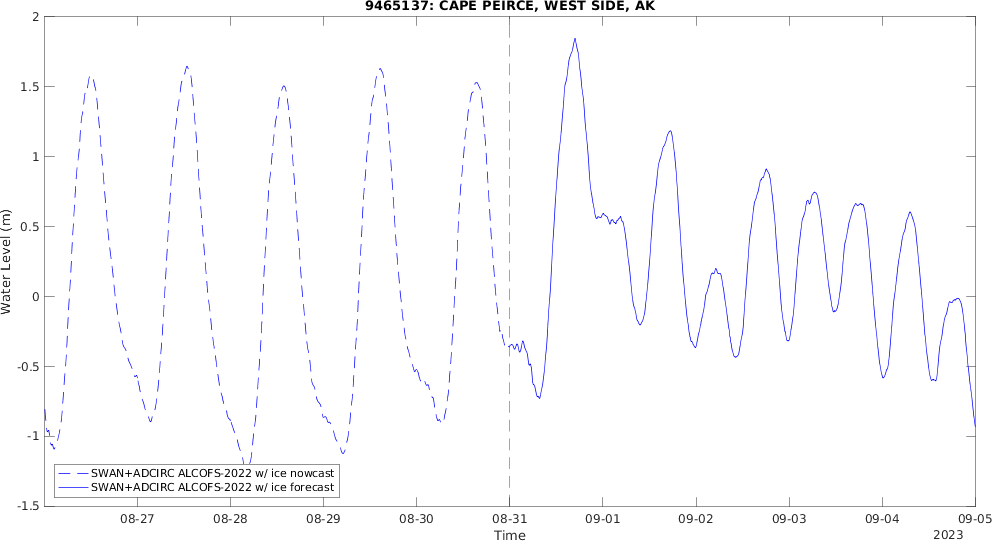 9465137: CAPE PEIRCE, WEST SIDE, AK
2
1.5
1
0.5
0
-0.5
-1
-1.5
Water Level (m)
SWAN+ADCIRC ALCOFS-2022 w/ ice nowcast
SWAN+ADCIRC ALCOFS-2022 w/ ice forecast
08-27 08-28 08-29 08-30 08-31 09-01 09-02 09-03 09-04 09-05
Time
2023